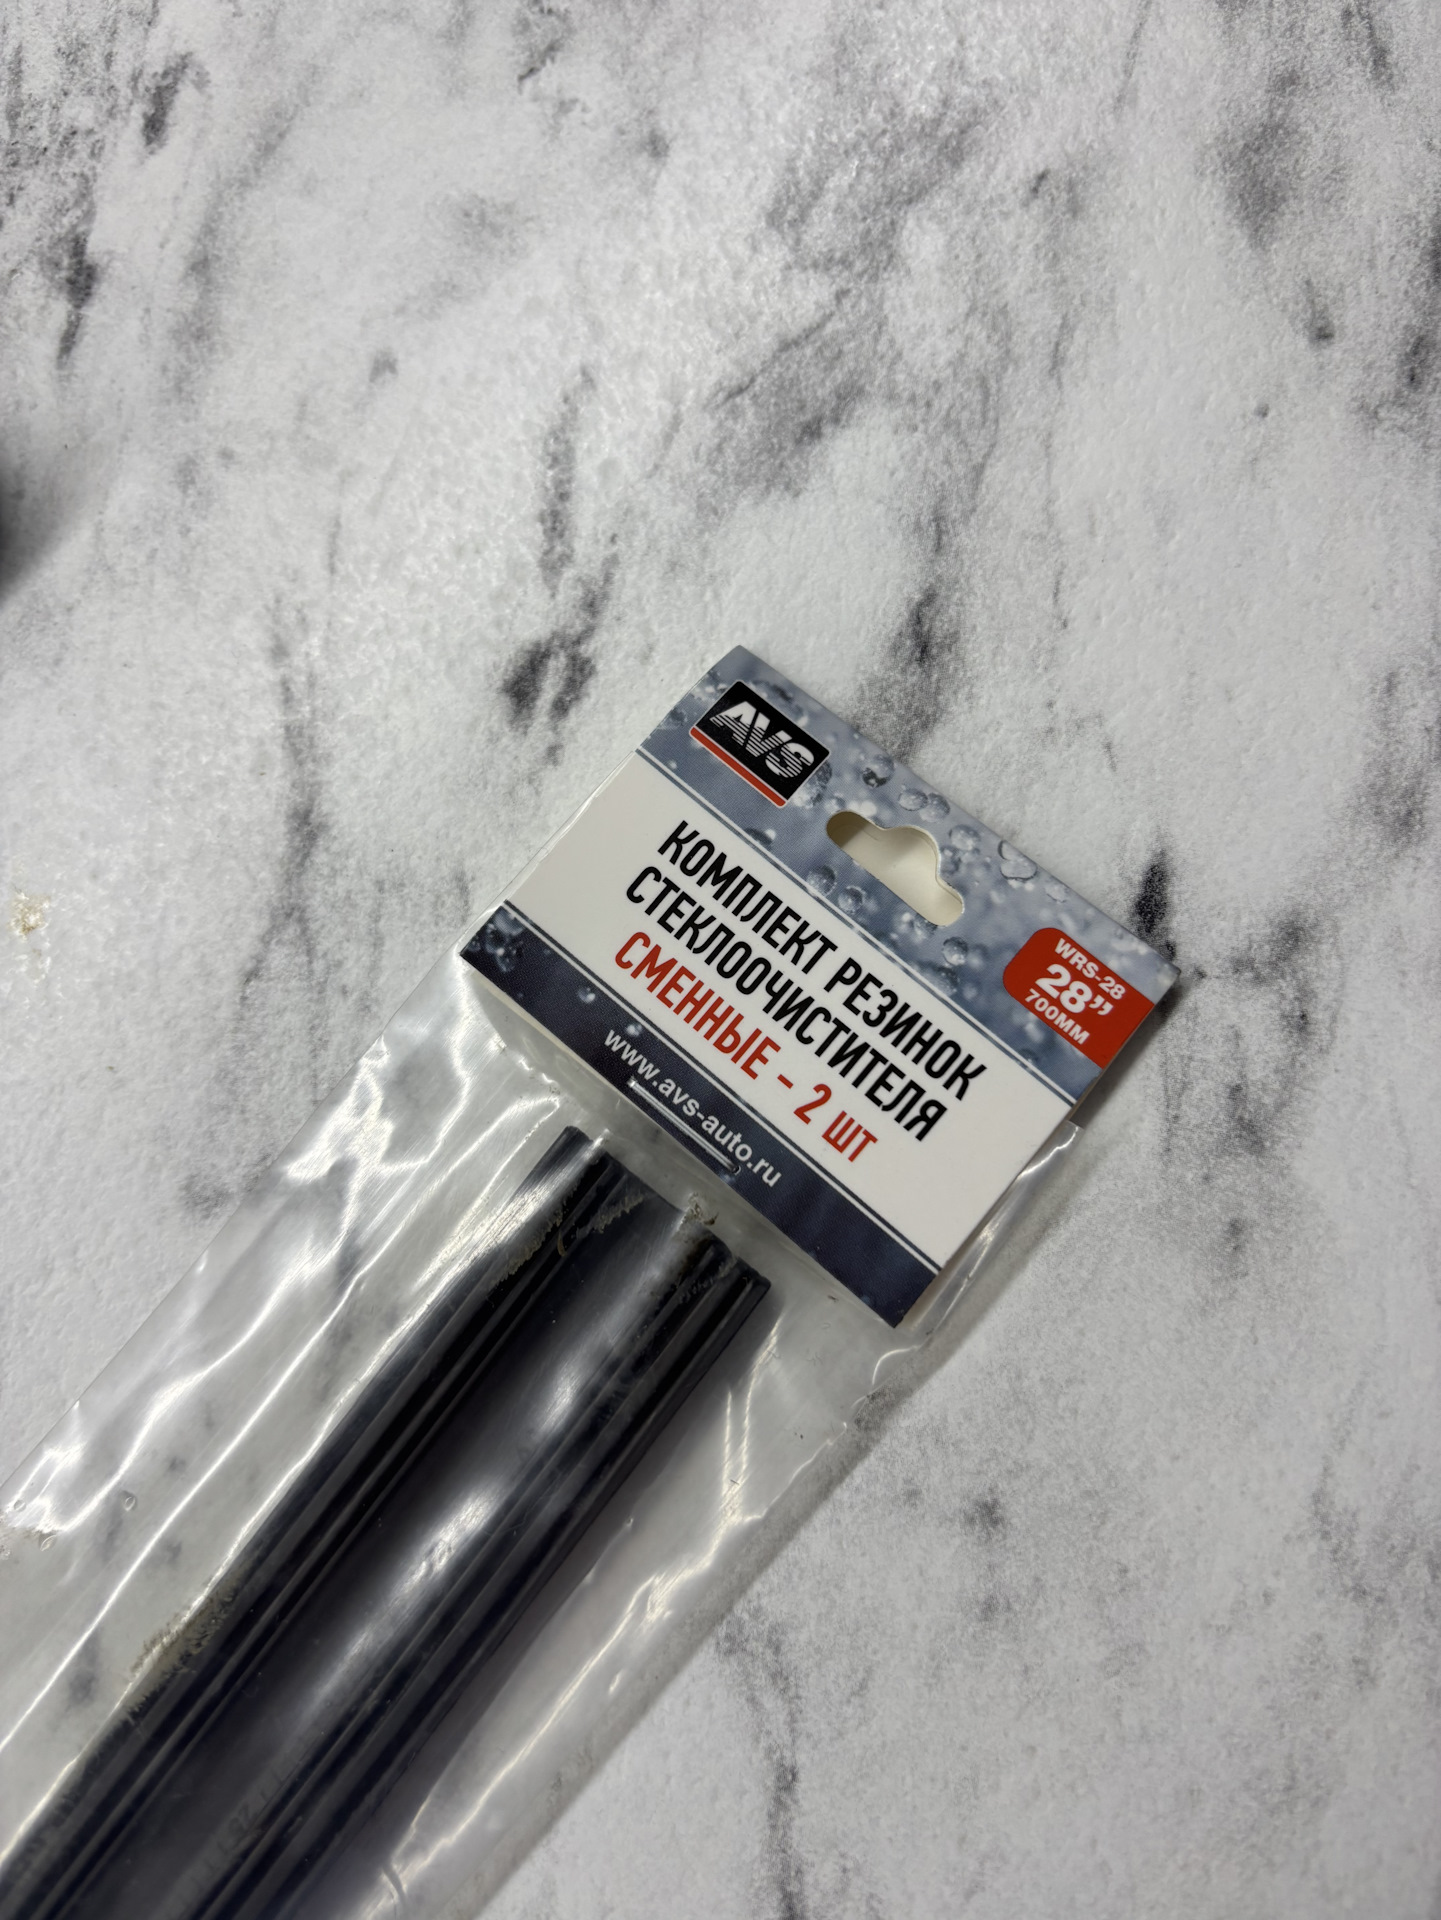 AVS
WRS-28
28”
700MM
КОМПЛЕКТ РЕЗИНОК
СТЕКЛООЧИСТИТЕЛЯ
СМЕННЫЕ - 2 ШТ
www.avs-auto.ru